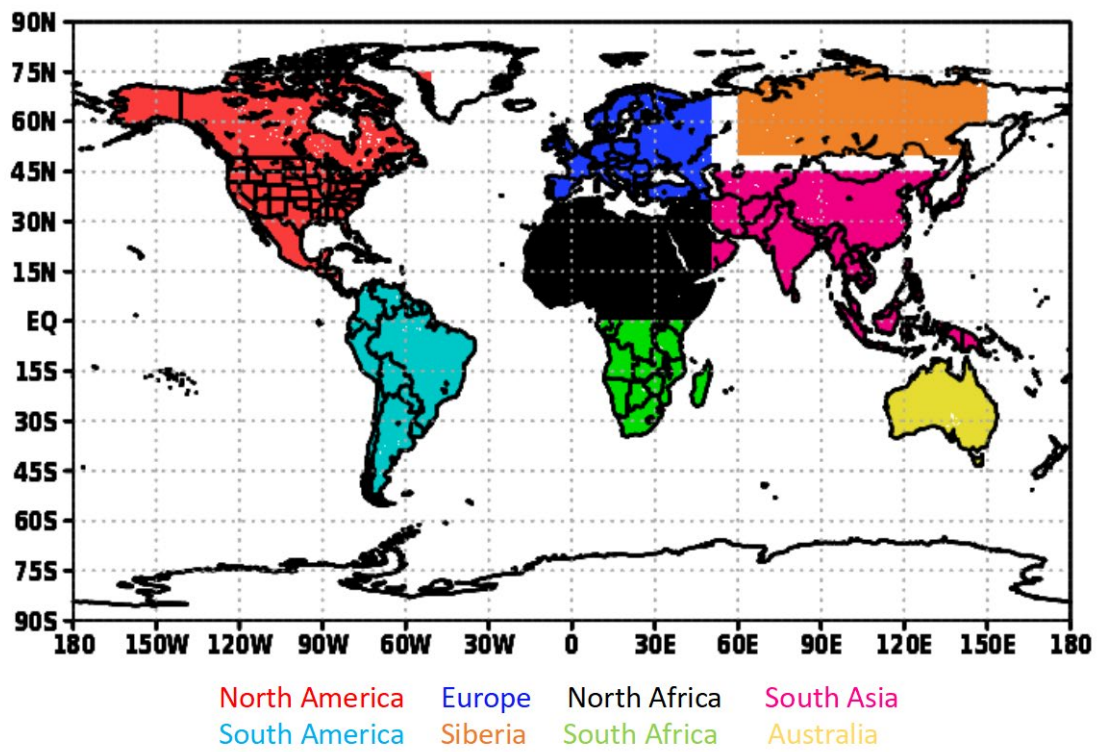 90N
75N
60N
45N
30N
15N
EQ
15S
30S
45S
60S
75S
90S
180 150W 120W 90W 60W 30W 0 30E 60E 90E 120E 150E 180
North America Europe North Africa South Asia
South America Siberia South Africa Australia